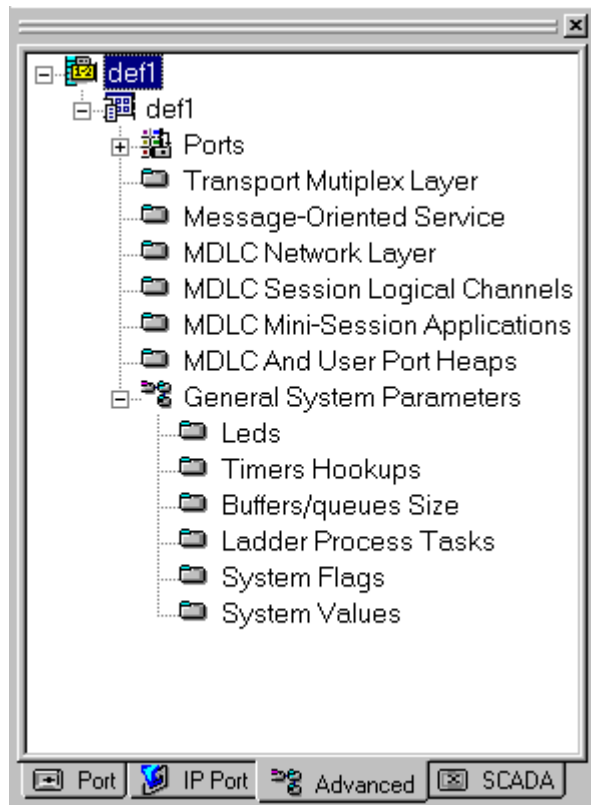 def1
def1
Ports
Transport Mutiplex Layer
Message-Oriented Service
MDLC Network Layer
MDLC Session Logical Channels
MDLC Mini-Session Applications
MDLC And User Port Heaps
General System Parameters
Leds
Timers Hookups
Buffers/queues Size
Ladder Process Tasks
System Flags
System Values
Port IP Port Advanced SCADA